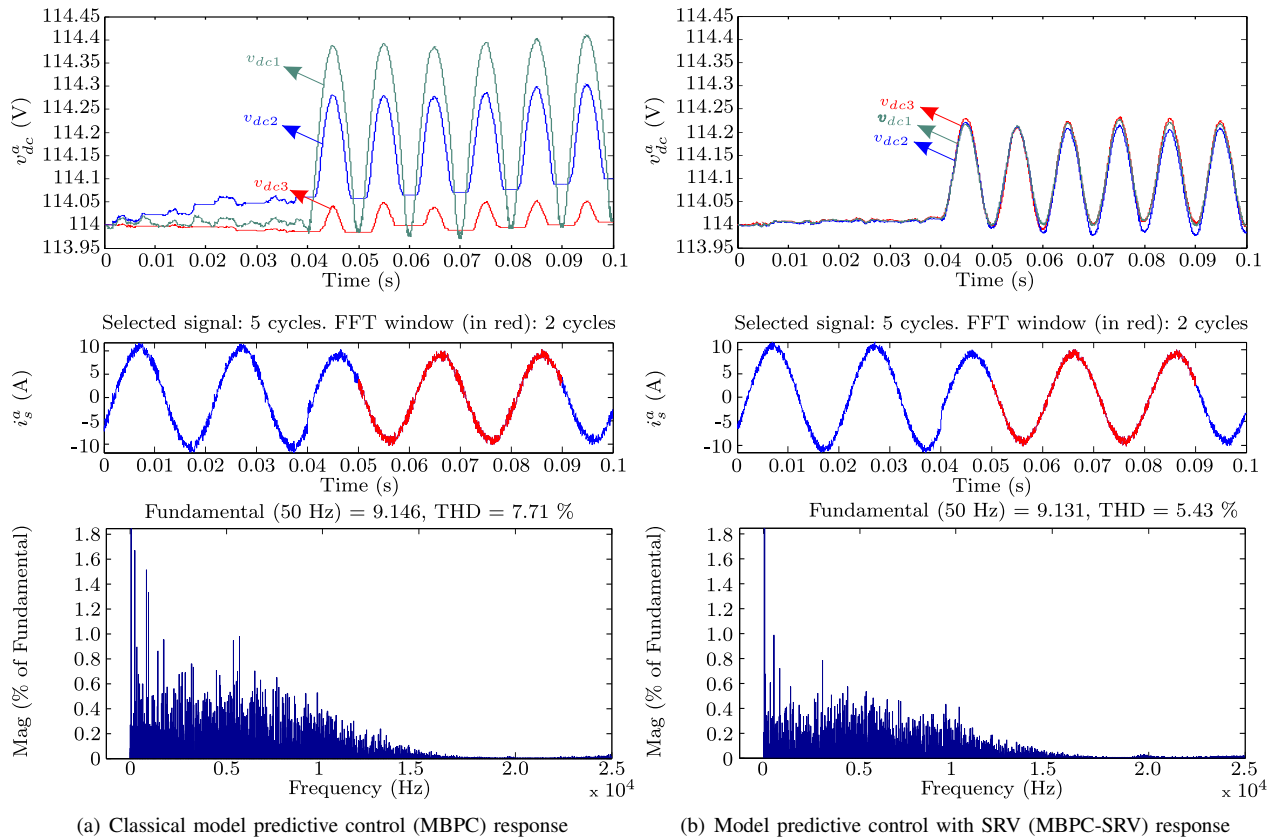 114.45
114.4
114.35
114.3
114.25
114.2
114.15
114.1
114.05
114
113.95
v^a_dc (V)
v_dc1
v_dc2
v_dc3
0 0.01 0.02 0.03 0.04 0.05 0.06 0.07 0.08 0.09 0.1
Time (s)
Selected signal: 5 cycles. FFT window (in red): 2 cycles
10
5
0
-5
-10
i^a_s (A)
0 0.01 0.02 0.03 0.04 0.05 0.06 0.07 0.08 0.09 0.1
Time (s)
Fundamental (50 Hz) = 9.146, THD = 7.71 %
1.8
1.6
1.4
1.2
1.0
0.8
0.6
0.4
0.2
0
Mag (% of Fundamental)
0 0.5 1 1.5 2.0 2.5
Frequency (Hz)
x 10^4
(a) Classical model predictive control (MBPC) response
114.45
114.4
114.35
114.3
114.25
114.2
114.15
114.1
114.05
114
113.95
v^a_dc (V)
v_dc3
v_dc1
v_dc2
0 0.01 0.02 0.03 0.04 0.05 0.06 0.07 0.08 0.09 0.1
Time (s)
Selected signal: 5 cycles. FFT window (in red): 2 cycles
10
5
0
-5
-10
i^a_s (A)
0 0.01 0.02 0.03 0.04 0.05 0.06 0.07 0.08 0.09 0.1
Time (s)
Fundamental (50 Hz) = 9.131, THD = 5.43 %
1.8
1.6
1.4
1.2
1.0
0.8
0.6
0.4
0.2
0
Mag (% of Fundamental)
0 0.5 1 1.5 2.0 2.5
Frequency (Hz)
x 10^4
(b) Model predictive control with SRV (MBPC-SRV) response